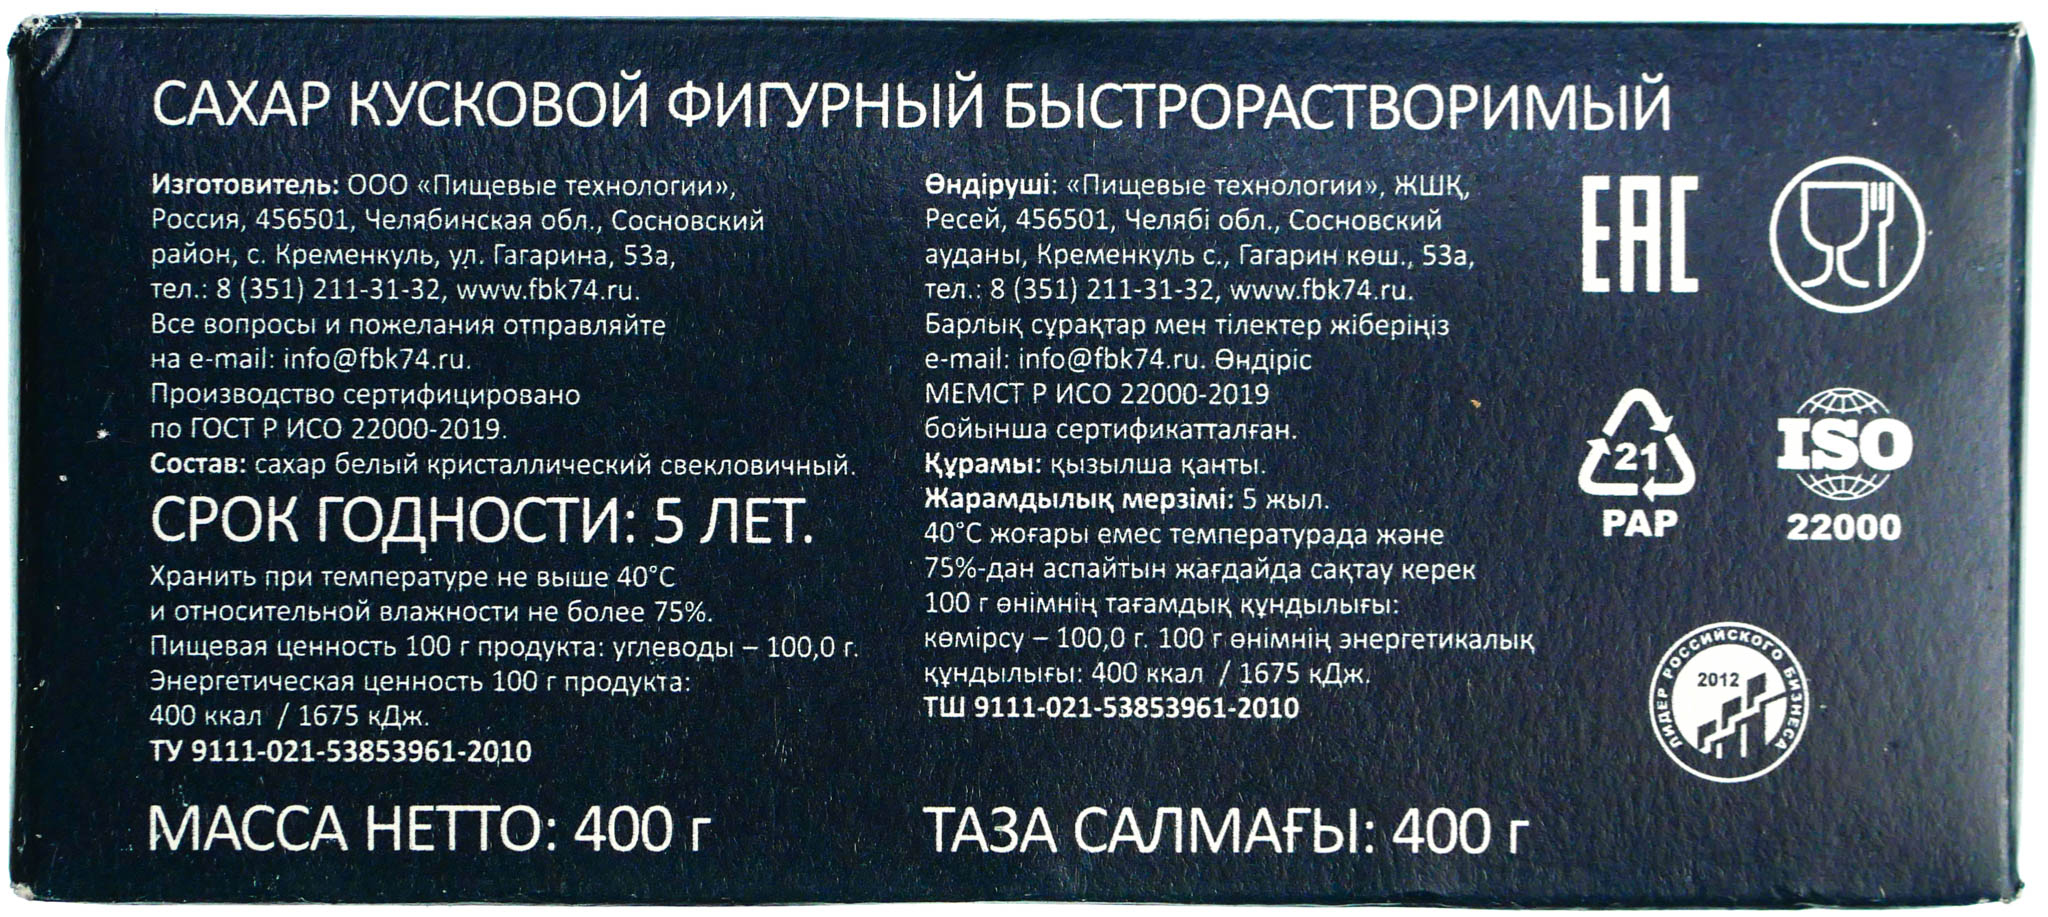 САХАР КУСКОВОЙ ФИГУРНЫЙ БЫСТРОРАСТВОРИМЫЙ
Изготовитель: ООО «Пищевые технологии»,
Россия, 456501, Челябинская обл., Сосновский
район, с. Кременкуль, ул. Гагарина, 53а,
тел.: 8 (351) 211-31-32, www.fbk74.ru.
Все вопросы и пожелания отправляйте
на e-mail: info@fbk74.ru.
Производство сертифицировано
по ГОСТ Р ИСО 22000-2019.
Состав: сахар белый кристаллический свекловичный.
СРОК ГОДНОСТИ: 5 ЛЕТ.
Хранить при температуре не выше 40°С
и относительной влажности не более 75%.
Пищевая ценность 100 г продукта: углеводы – 100,0 г.
Энергетическая ценность 100 г продукта:
400 ккал / 1675 кДж.
ТУ 9111-021-53853961-2010
МАССА НЕТТО: 400 г
Өндіруші: «Пищевые технологии», ЖШҚ,
Ресей, 456501, Челябі обл., Сосновский
ауданы, Кременкуль с., Гагарин көш., 53а,
тел.: 8 (351) 211-31-32, www.fbk74.ru.
Барлық сұрақтар мен тілектер жіберіңіз
e-mail: info@fbk74.ru. Өндіріс
МЕМСТ Р ИСО 22000-2019
бойынша сертификатталған.
Құрамы: қызылша қанты.
Жарамдылық мерзімі: 5 жыл.
40°С жоғары емес температурада және
75%-дан аспайтын жағдайда сақтау керек
100 г өнімнің тағамдық құндылығы:
көмірсу – 100,0 г. 100 г өнімнің энергетикалық
құндылығы: 400 ккал / 1675 кДж.
ТШ 9111-021-53853961-2010
ТАЗА САЛМАҒЫ: 400 г
EAC
21
PAP
ISO
22000
ЛИДЕР РОССИЙСКОГО БИЗНЕСА
2012